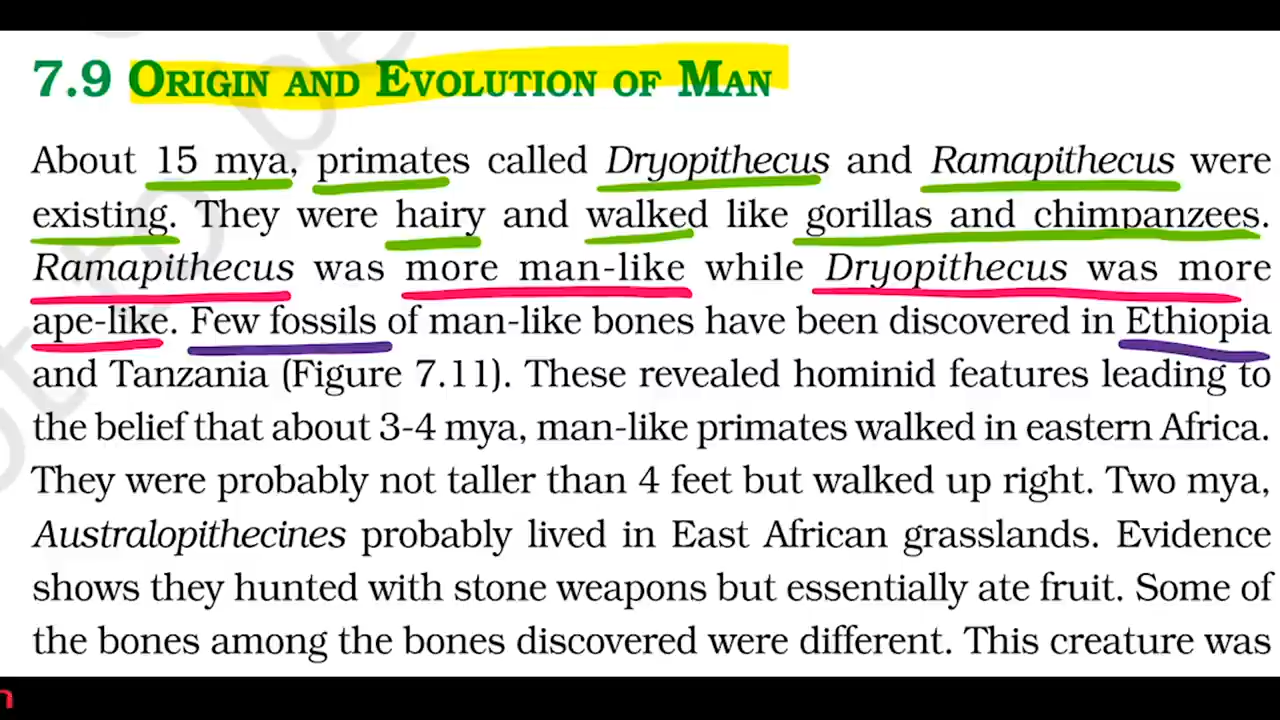 7.9 Origin and Evolution of Man
About 15 mya, primates called Dryopithecus and Ramapithecus were
existing. They were hairy and walked like gorillas and chimpanzees.
Ramapithecus was more man-like while Dryopithecus was more
ape-like. Few fossils of man-like bones have been discovered in Ethiopia
and Tanzania (Figure 7.11). These revealed hominid features leading to
the belief that about 3-4 mya, man-like primates walked in eastern Africa.
They were probably not taller than 4 feet but walked up right. Two mya,
Australopithecines probably lived in East African grasslands. Evidence
shows they hunted with stone weapons but essentially ate fruit. Some of
the bones among the bones discovered were different. This creature was